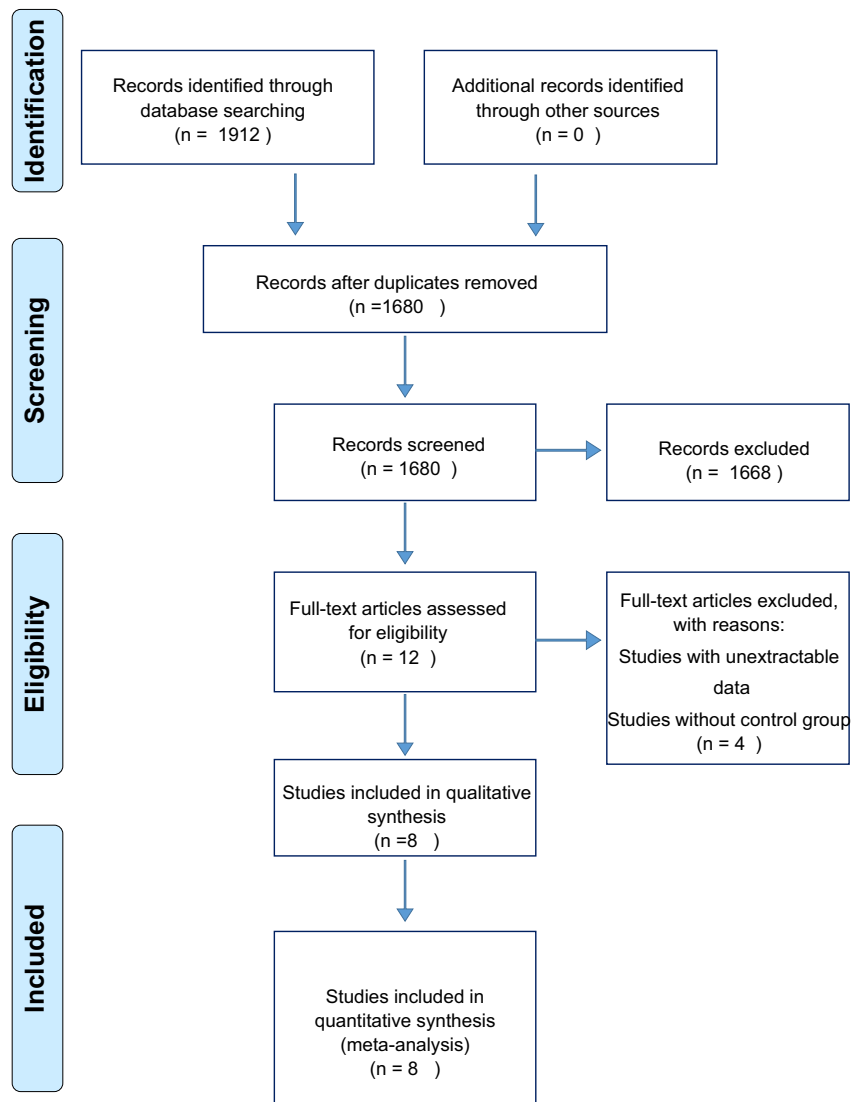 Identification
Records identified through
database searching
(n = 1912 )
Additional records identified
through other sources
(n = 0 )
Screening
Records after duplicates removed
(n =1680 )
Records screened
(n = 1680 )
Records excluded
(n = 1668 )
Eligibility
Full-text articles assessed
for eligibility
(n = 12 )
Full-text articles excluded,
with reasons:
Studies with unextractable
data
Studies without control group
(n = 4 )
Studies included in qualitative
synthesis
(n =8 )
Included
Studies included in
quantitative synthesis
(meta-analysis)
(n = 8 )